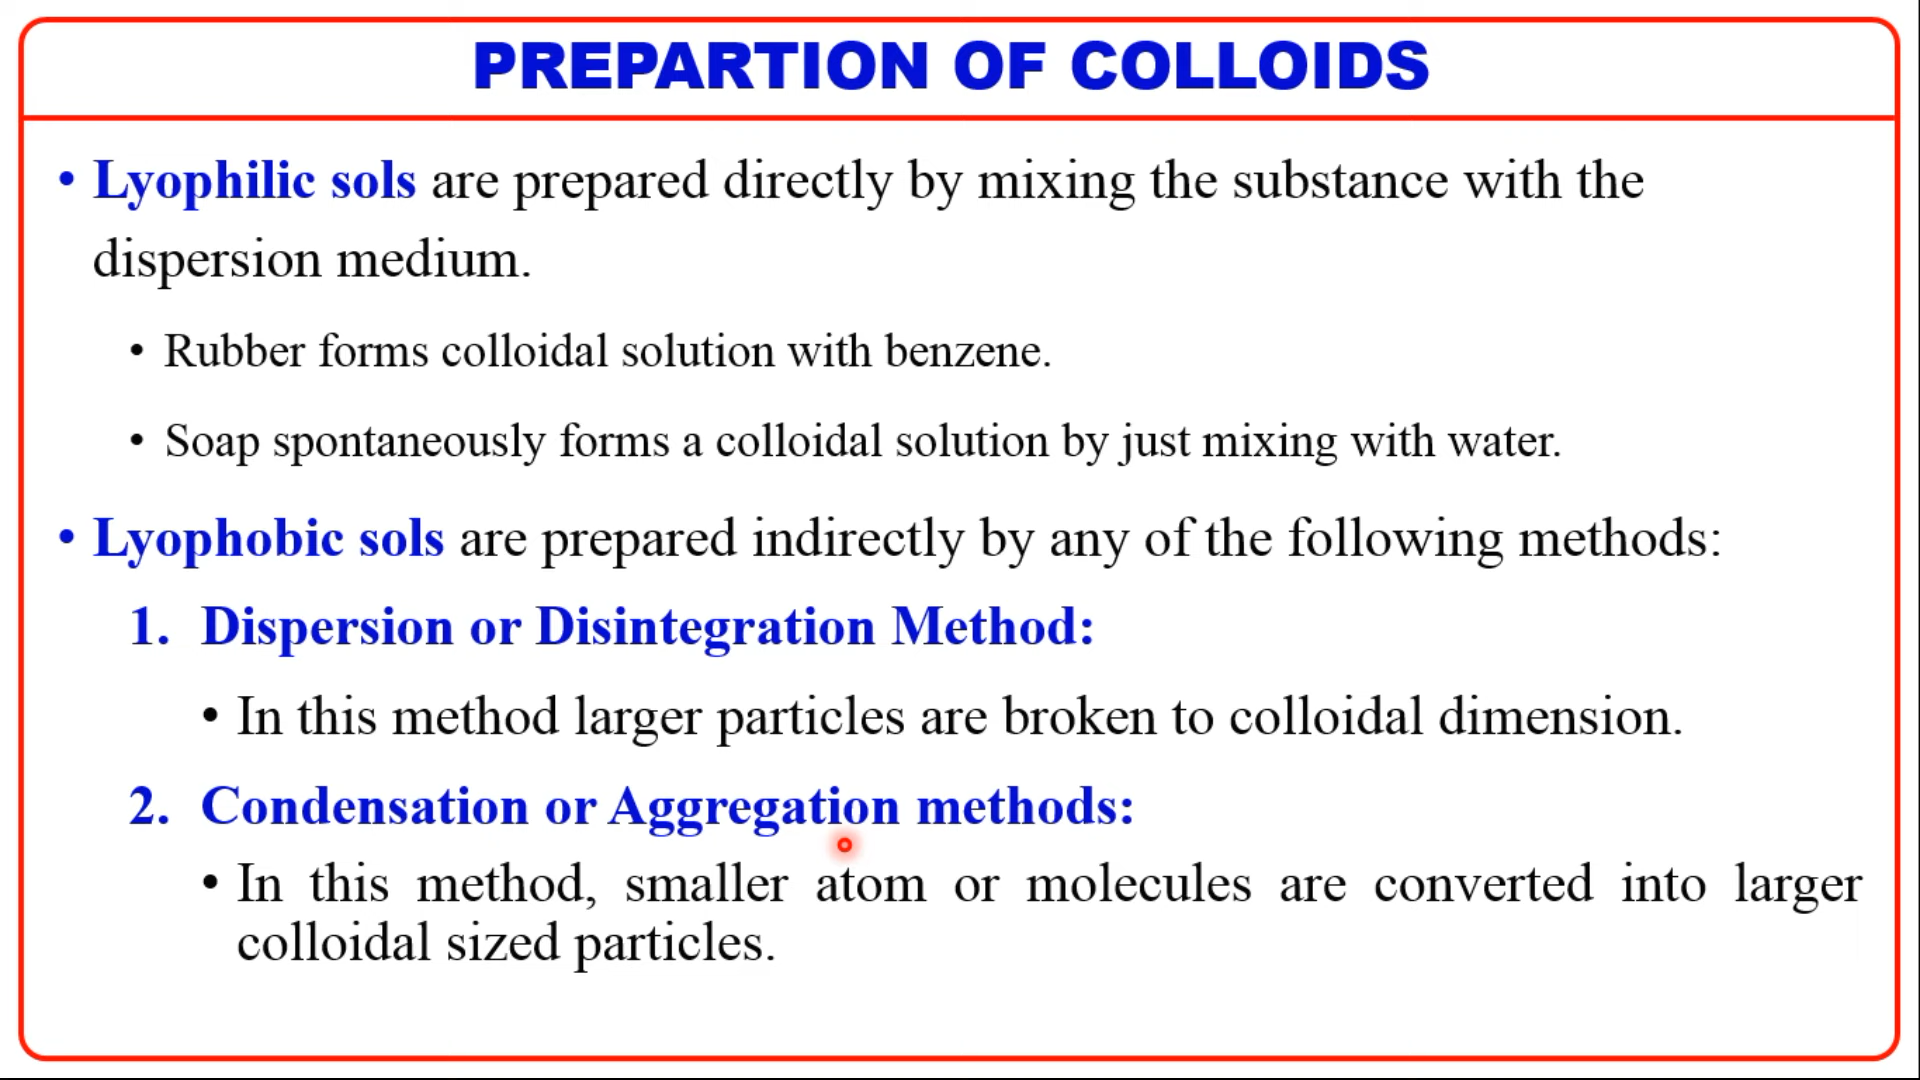 PREPARTION OF COLLOIDS
• Lyophilic sols are prepared directly by mixing the substance with the
dispersion medium.
• Rubber forms colloidal solution with benzene.
• Soap spontaneously forms a colloidal solution by just mixing with water.
• Lyophobic sols are prepared indirectly by any of the following methods:
1. Dispersion or Disintegration Method:
• In this method larger particles are broken to colloidal dimension.
2. Condensation or Aggregation methods:
• In this method, smaller atom or molecules are converted into larger
colloidal sized particles.